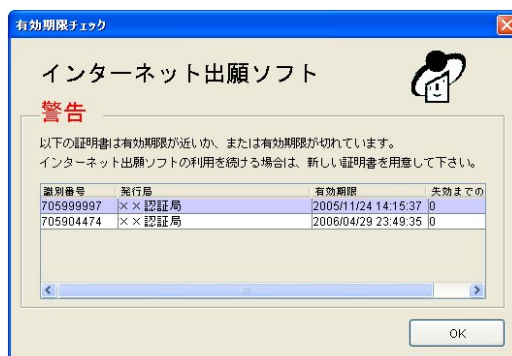 有効期限チェック
インターネット出願ソフト
警告
以下の証明書は有効期限が近いか、または有効期限が切れています。
インターネット出願ソフトの利用を続ける場合は、新しい証明書を用意して下さい。
識別番号 発行局 有効期限 失効までの
705999997 ××認証局 2005/11/24 14:15:37 0
705904474 ××認証局 2006/04/29 23:49:35 0
OK